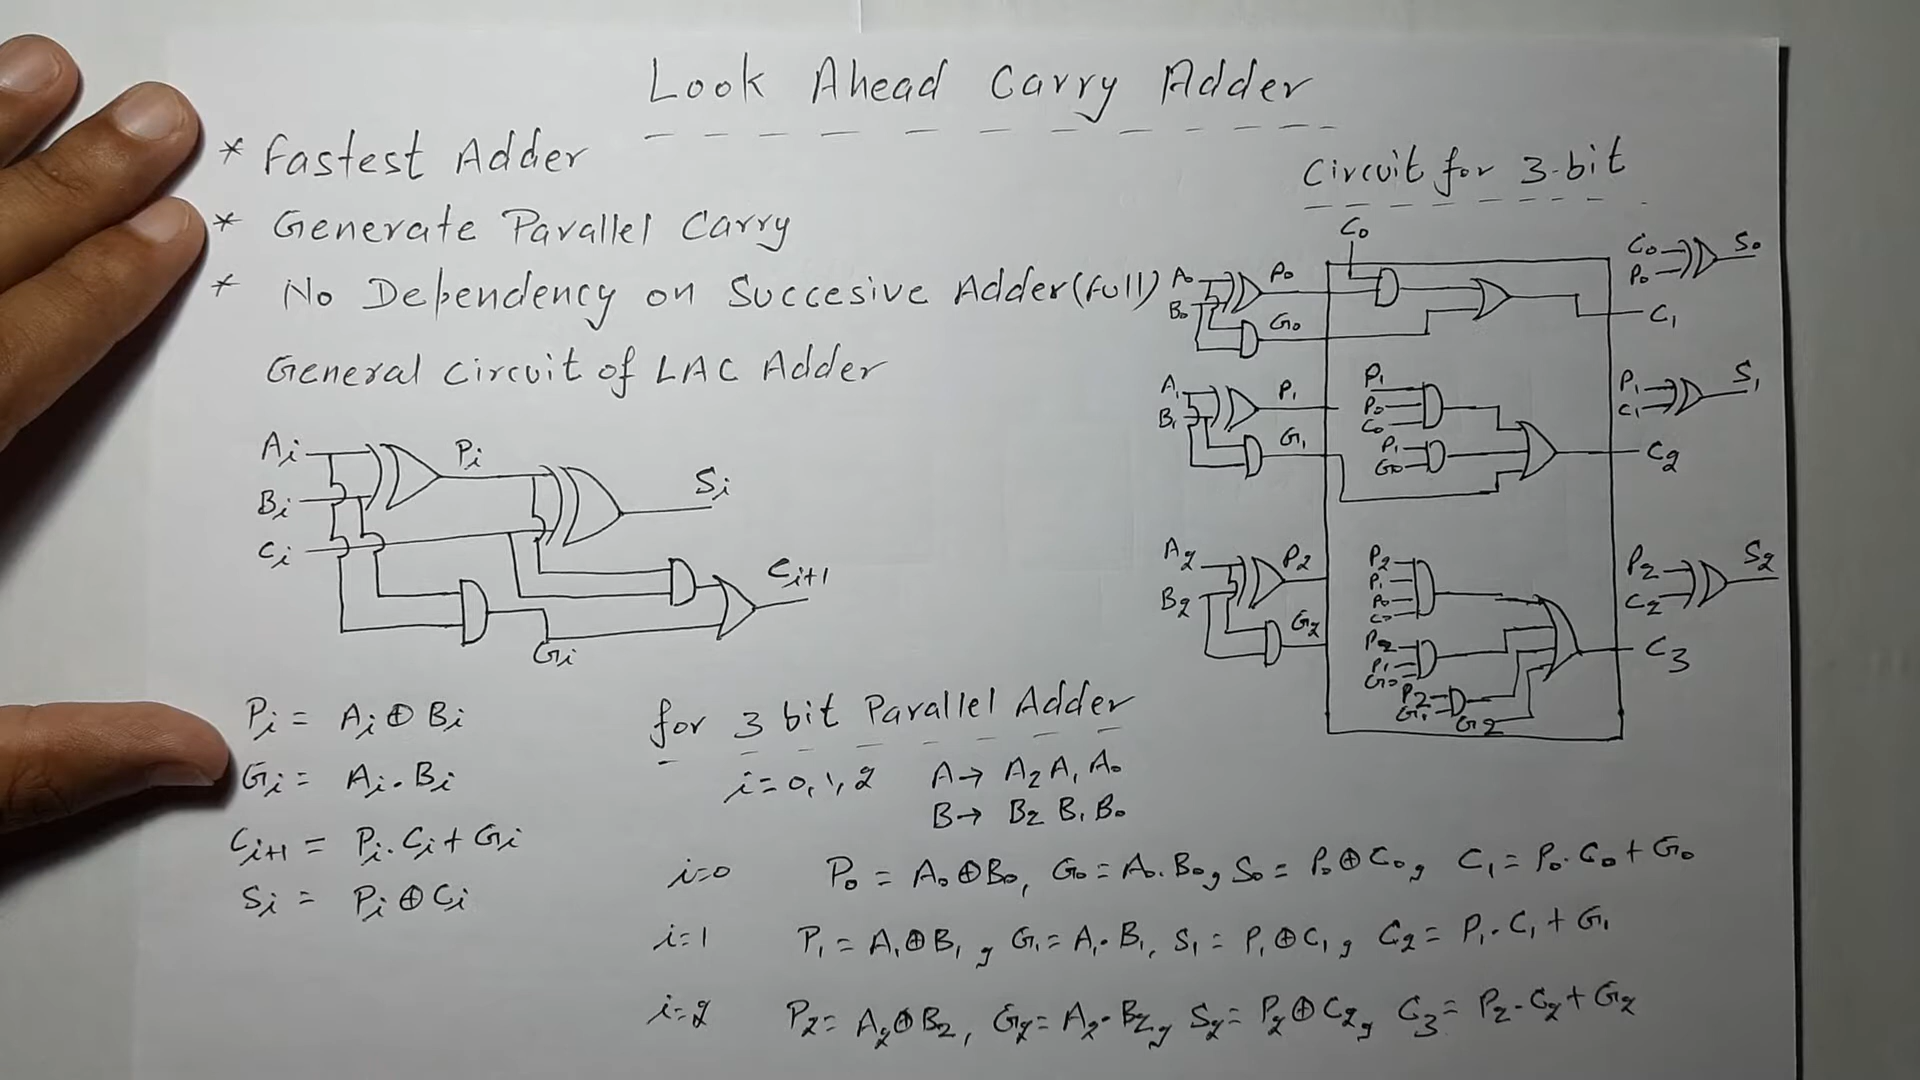 Look Ahead Carry Adder
* Fastest Adder
* Generate Parallel Carry
* No Dependency on Succesive Adder(full)
General circuit of LAC Adder
Ai
Bi
Ci
Pi
Si
Ci+1
Gi
Pi = Ai ⊕ Bi
Gi = Ai . Bi
Ci+1 = Pi . Ci + Gi
Si = Pi ⊕ Ci
Circuit for 3-bit
C0
A0
B0
P0
G0
C0
P0
S0
C1
A1
B1
P1
G1
P1
P0
C0
P1
G0
P1
C1
S1
C2
A2
B2
P2
G2
P2
P1
P0
C0
P2
P1
G0
P2
G1
G2
P2
C2
S2
C3
for 3 bit Parallel Adder
i=0,1,2 A→ A2 A1 A0
B→ B2 B1 B0
i=0 P0 = A0 ⊕ B0, G0 = A0 . B0, S0 = P0 ⊕ C0, C1 = P0 . C0 + G0
i=1 P1 = A1 ⊕ B1, G1 = A1 . B1, S1 = P1 ⊕ C1, C2 = P1 . C1 + G1
i=2 P2 = A2 ⊕ B2, G2 = A2 . B2, S2 = P2 ⊕ C2, C3 = P2 . C2 + G2